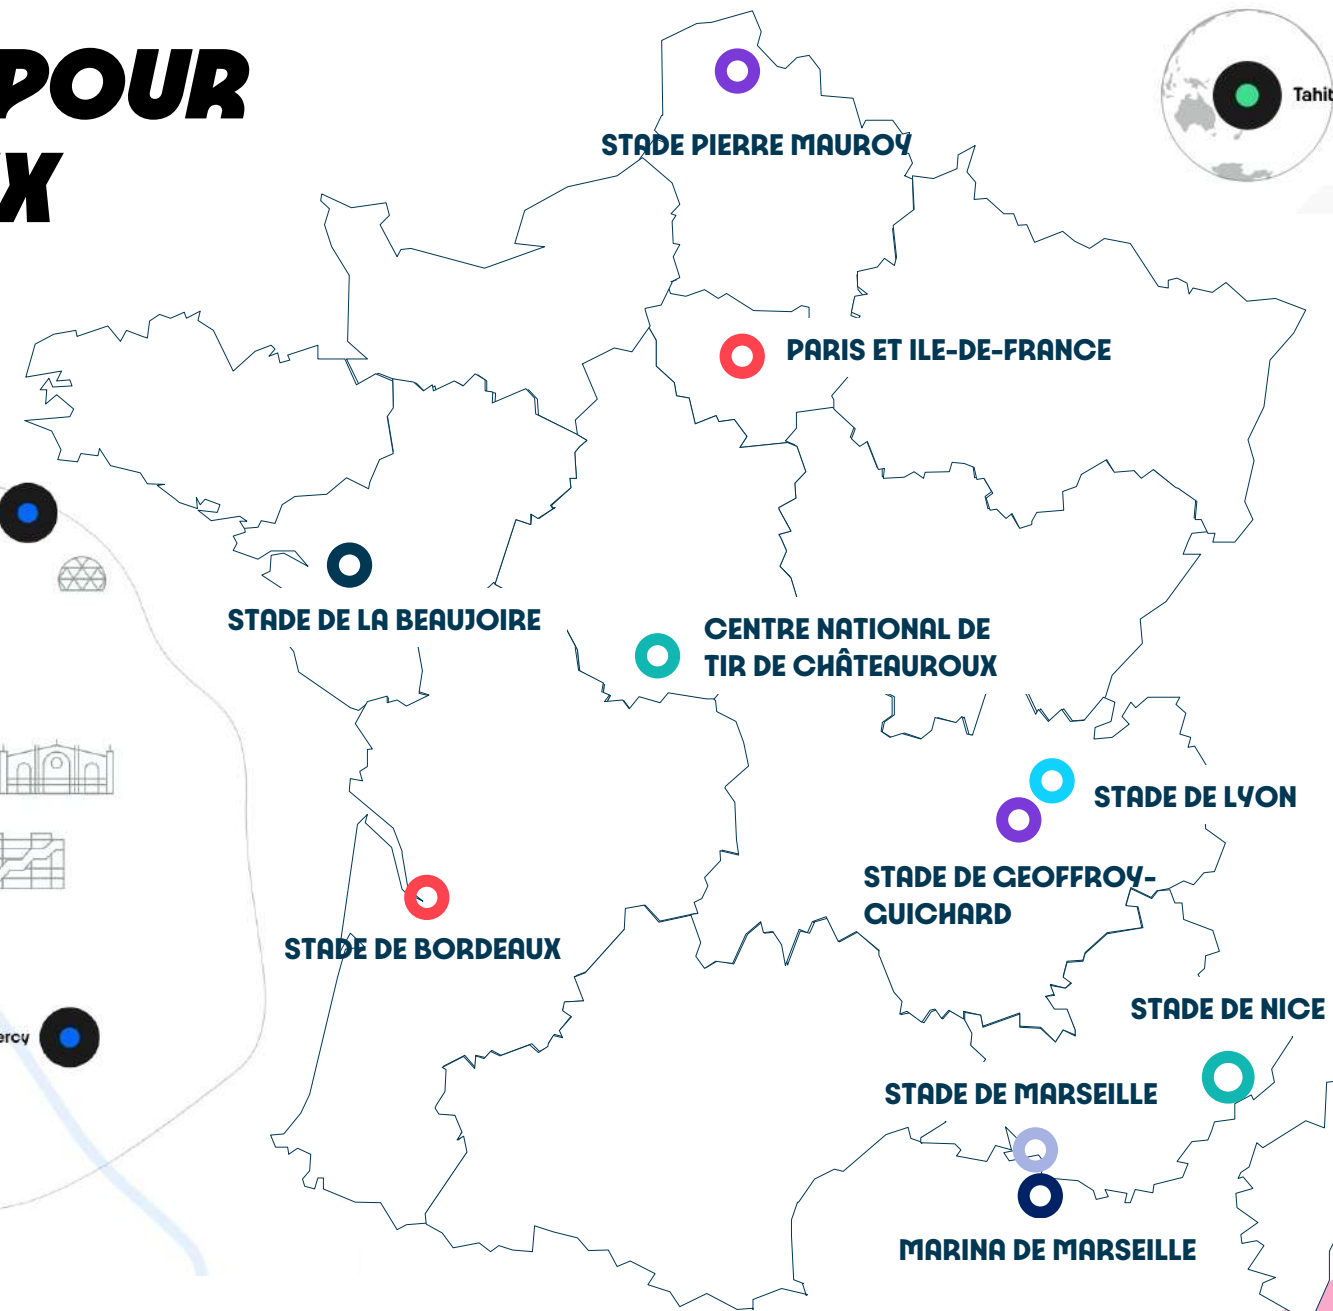 POUR
X
Tahit
STADE PIERRE MAUROY
PARIS ET ILE-DE-FRANCE
STADE DE LA BEAUJOIRE
CENTRE NATIONAL DE
TIR DE CHÂTEAUROUX
STADE DE LYON
STADE DE GEOFFROY-
GUICHARD
STADE DE BORDEAUX
STADE DE NICE
ercy
STADE DE MARSEILLE
MARINA DE MARSEILLE